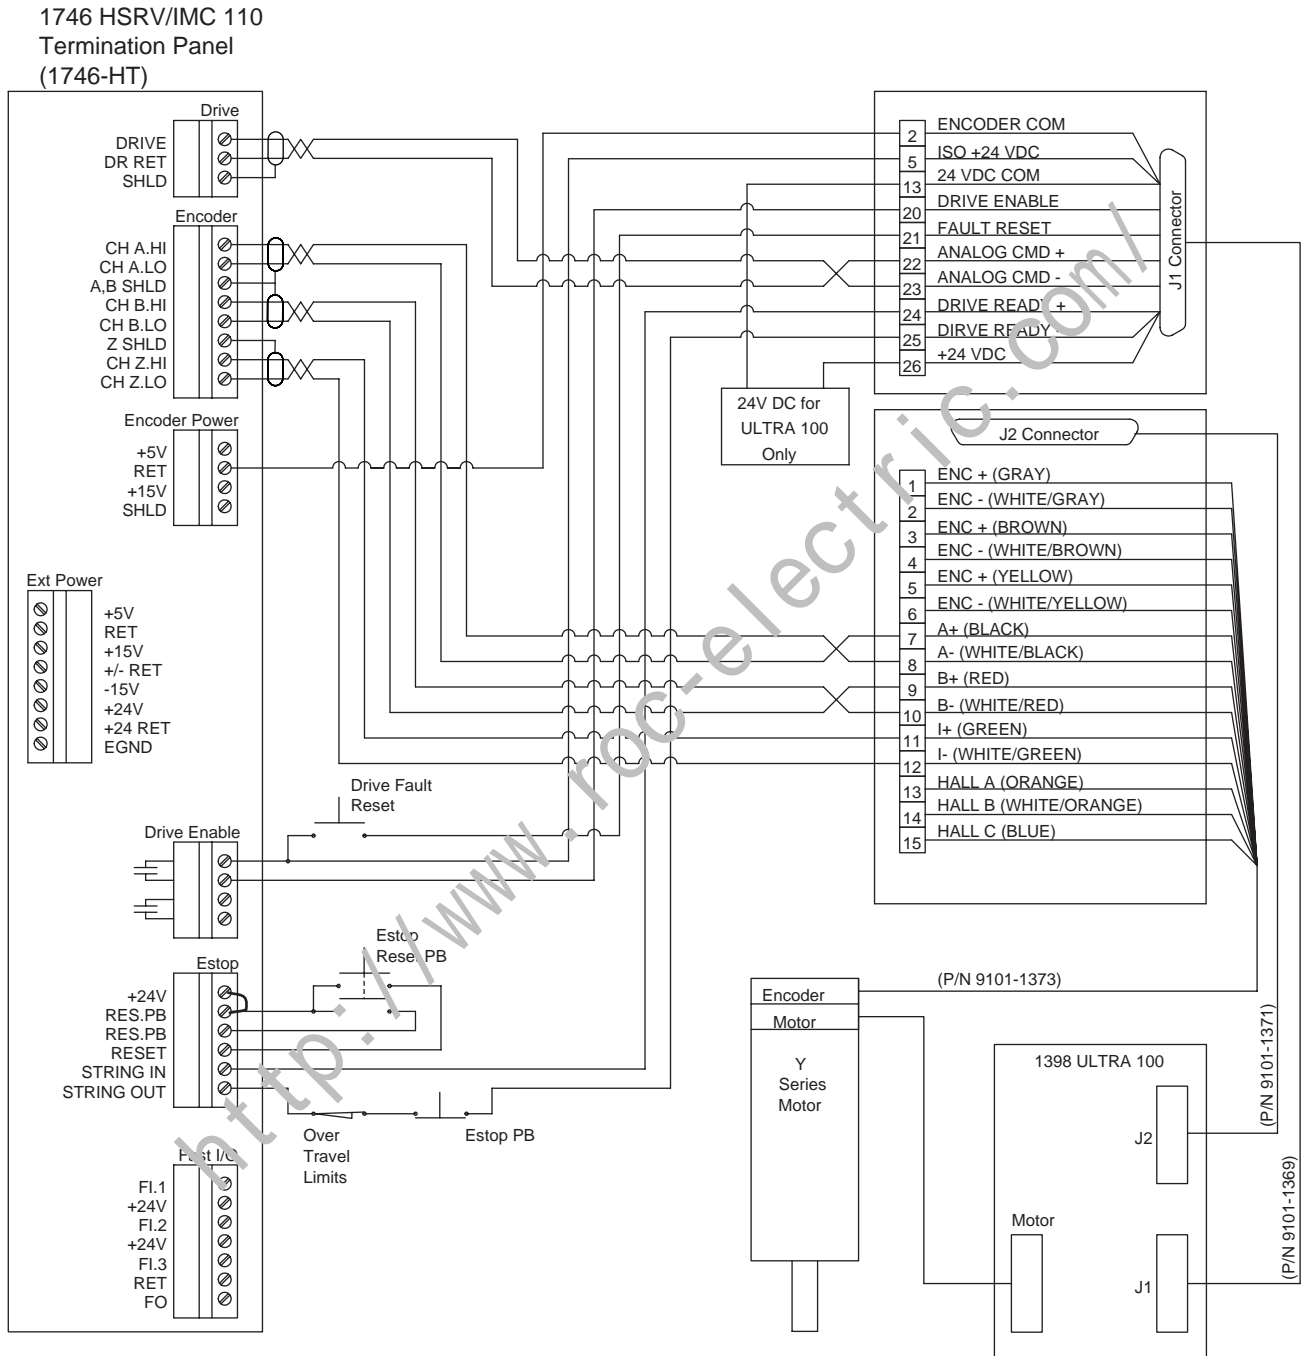 1746 HSRV/IMC 110
Termination Panel
(1746-HT)
Drive
DRIVE
DR RET
SHLD
Encoder
CH A.HI
CH A.LO
A,B SHLD
CH B.HI
CH B.LO
Z SHLD
CH Z.HI
CH Z.LO
Encoder Power
+5V
RET
+15V
SHLD
Ext Power
+5V
RET
+15V
+/- RET
-15V
+24V
+24 RET
EGND
Drive Fault
Reset
Drive Enable
Estop
Reset PB
Estop
+24V
RES.PB
RES.PB
RESET
STRING IN
STRING OUT
Over
Travel
Limits
Estop PB
Fast I/O
FI.1
+24V
FI.2
+24V
FI.3
RET
FO
2 ENCODER COM
5 ISO +24 VDC
13 24 VDC COM
20 DRIVE ENABLE
21 FAULT RESET
22 ANALOG CMD +
23 ANALOG CMD -
24 DRIVE READY +
25 DIRVE READY -
26 +24 VDC
J1 Connector
24V DC for
ULTRA 100
Only
J2 Connector
1 ENC + (GRAY)
2 ENC - (WHITE/GRAY)
3 ENC + (BROWN)
4 ENC - (WHITE/BROWN)
5 ENC + (YELLOW)
6 ENC - (WHITE/YELLOW)
7 A+ (BLACK)
8 A- (WHITE/BLACK)
9 B+ (RED)
10 B- (WHITE/RED)
11 I+ (GREEN)
12 I- (WHITE/GREEN)
13 HALL A (ORANGE)
14 HALL B (WHITE/ORANGE)
15 HALL C (BLUE)
(P/N 9101-1373)
Encoder
Motor
Y
Series
Motor
1398 ULTRA 100
J2
Motor
J1
(P/N 9101-1371)
(P/N 9101-1369)
http://www.roc-electric.com/